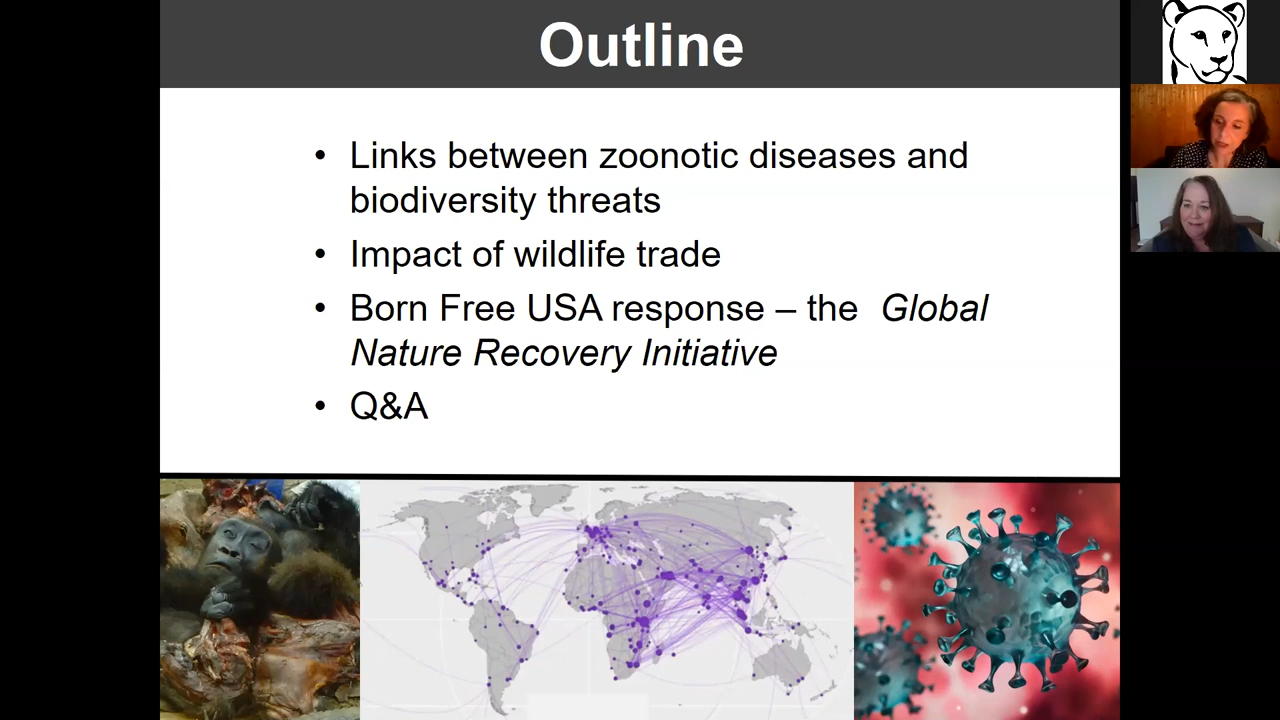 Outline
• Links between zoonotic diseases and
biodiversity threats
• Impact of wildlife trade
• Born Free USA response – the Global
Nature Recovery Initiative
• Q&A